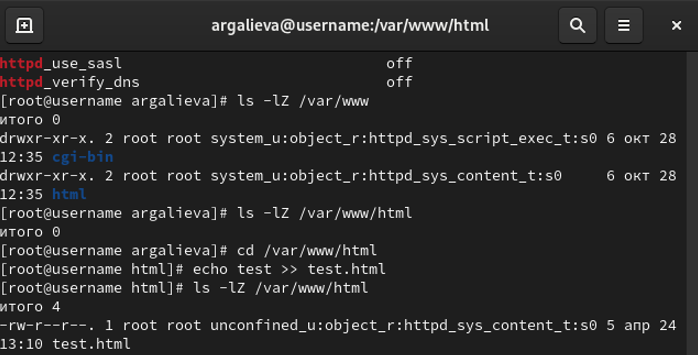 argalieva@username:/var/www/html
httpd_use_sasl                             off
httpd_verify_dns                           off
[root@username argalieva]# ls -lZ /var/www
итого 0
drwxr-xr-x. 2 root root system_u:object_r:httpd_sys_script_exec_t:s0 6 окт 28
12:35 cgi-bin
drwxr-xr-x. 2 root root system_u:object_r:httpd_sys_content_t:s0     6 окт 28
12:35 html
[root@username argalieva]# ls -lZ /var/www/html
итого 0
[root@username argalieva]# cd /var/www/html
[root@username html]# echo test >> test.html
[root@username html]# ls -lZ /var/www/html
итого 4
-rw-r--r--. 1 root root unconfined_u:object_r:httpd_sys_content_t:s0 5 апр 24
13:10 test.html